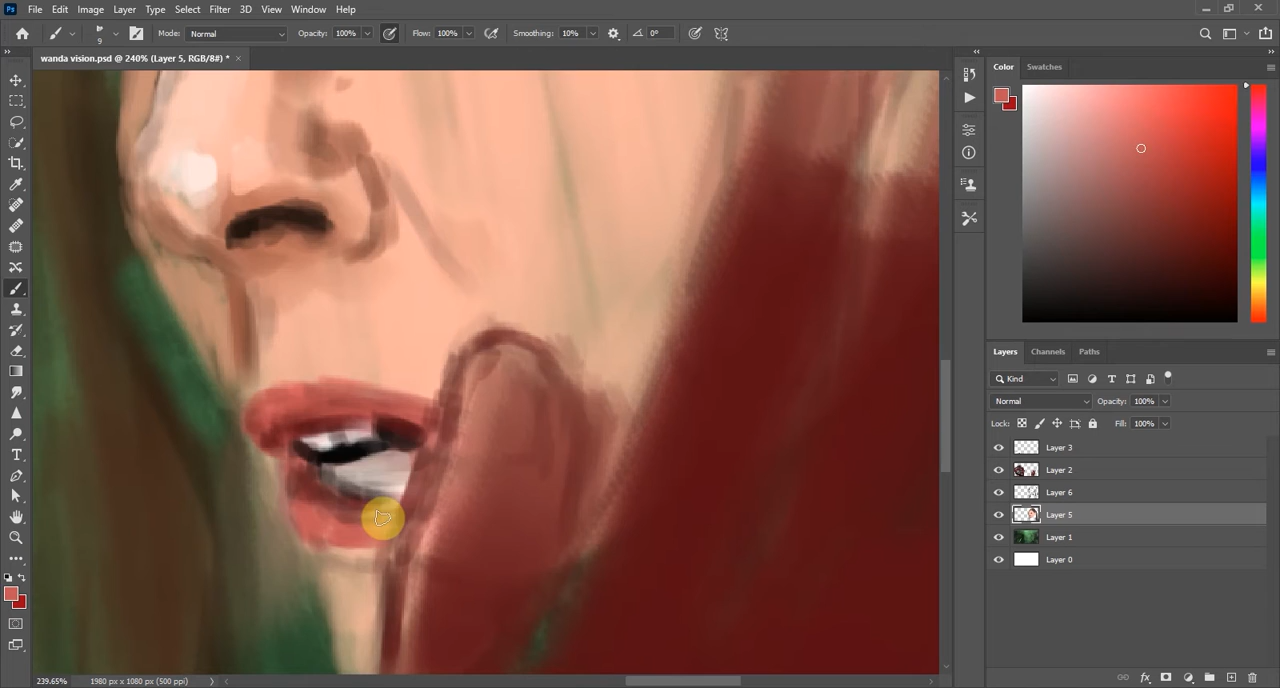 Ps File Edit Image Layer Type Select Filter 3D View Window Help
9 Mode: Normal Opacity: 100% Flow: 100% Smoothing: 10% 0°
wanda vision.psd @ 240% (Layer 5, RGB/8#) * ×
Color Swatches
Layers Channels Paths
Kind
Normal Opacity: 100%
Lock: Fill: 100%
Layer 3
Layer 2
Layer 6
Layer 5
Layer 1
Layer 0
239.65% 1980 px x 1080 px (500 ppi)